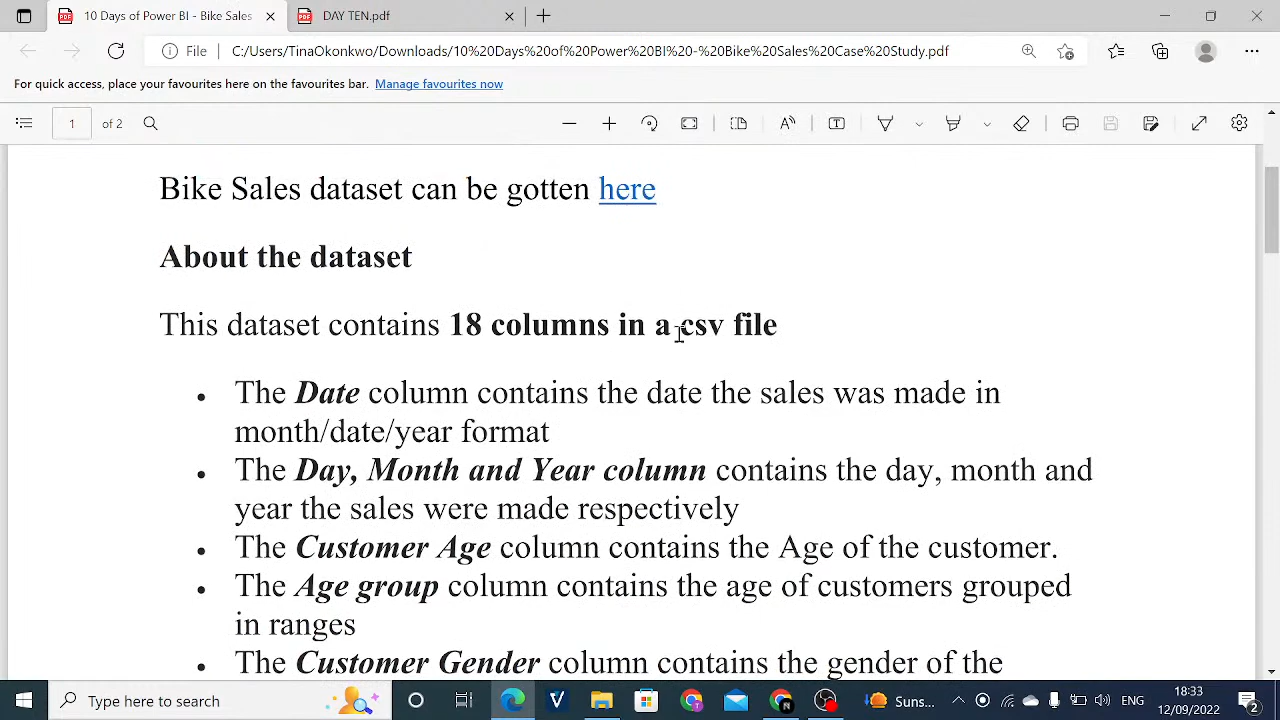 10 Days of Power BI - Bike Sales
DAY TEN.pdf
File
C:/Users/TinaOkonkwo/Downloads/10%20Days%20of%20Power%20BI%20-%20Bike%20Sales%20Case%20Study.pdf
For quick access, place your favourites here on the favourites bar. Manage favourites now
1 of 2
Bike Sales dataset can be gotten here
About the dataset
This dataset contains 18 columns in a csv file
• The Date column contains the date the sales was made in
month/date/year format
• The Day, Month and Year column contains the day, month and
year the sales were made respectively
• The Customer Age column contains the Age of the customer.
• The Age group column contains the age of customers grouped
in ranges
• The Customer Gender column contains the gender of the
Type here to search
Suns...
ENG
18:33
12/09/2022
2